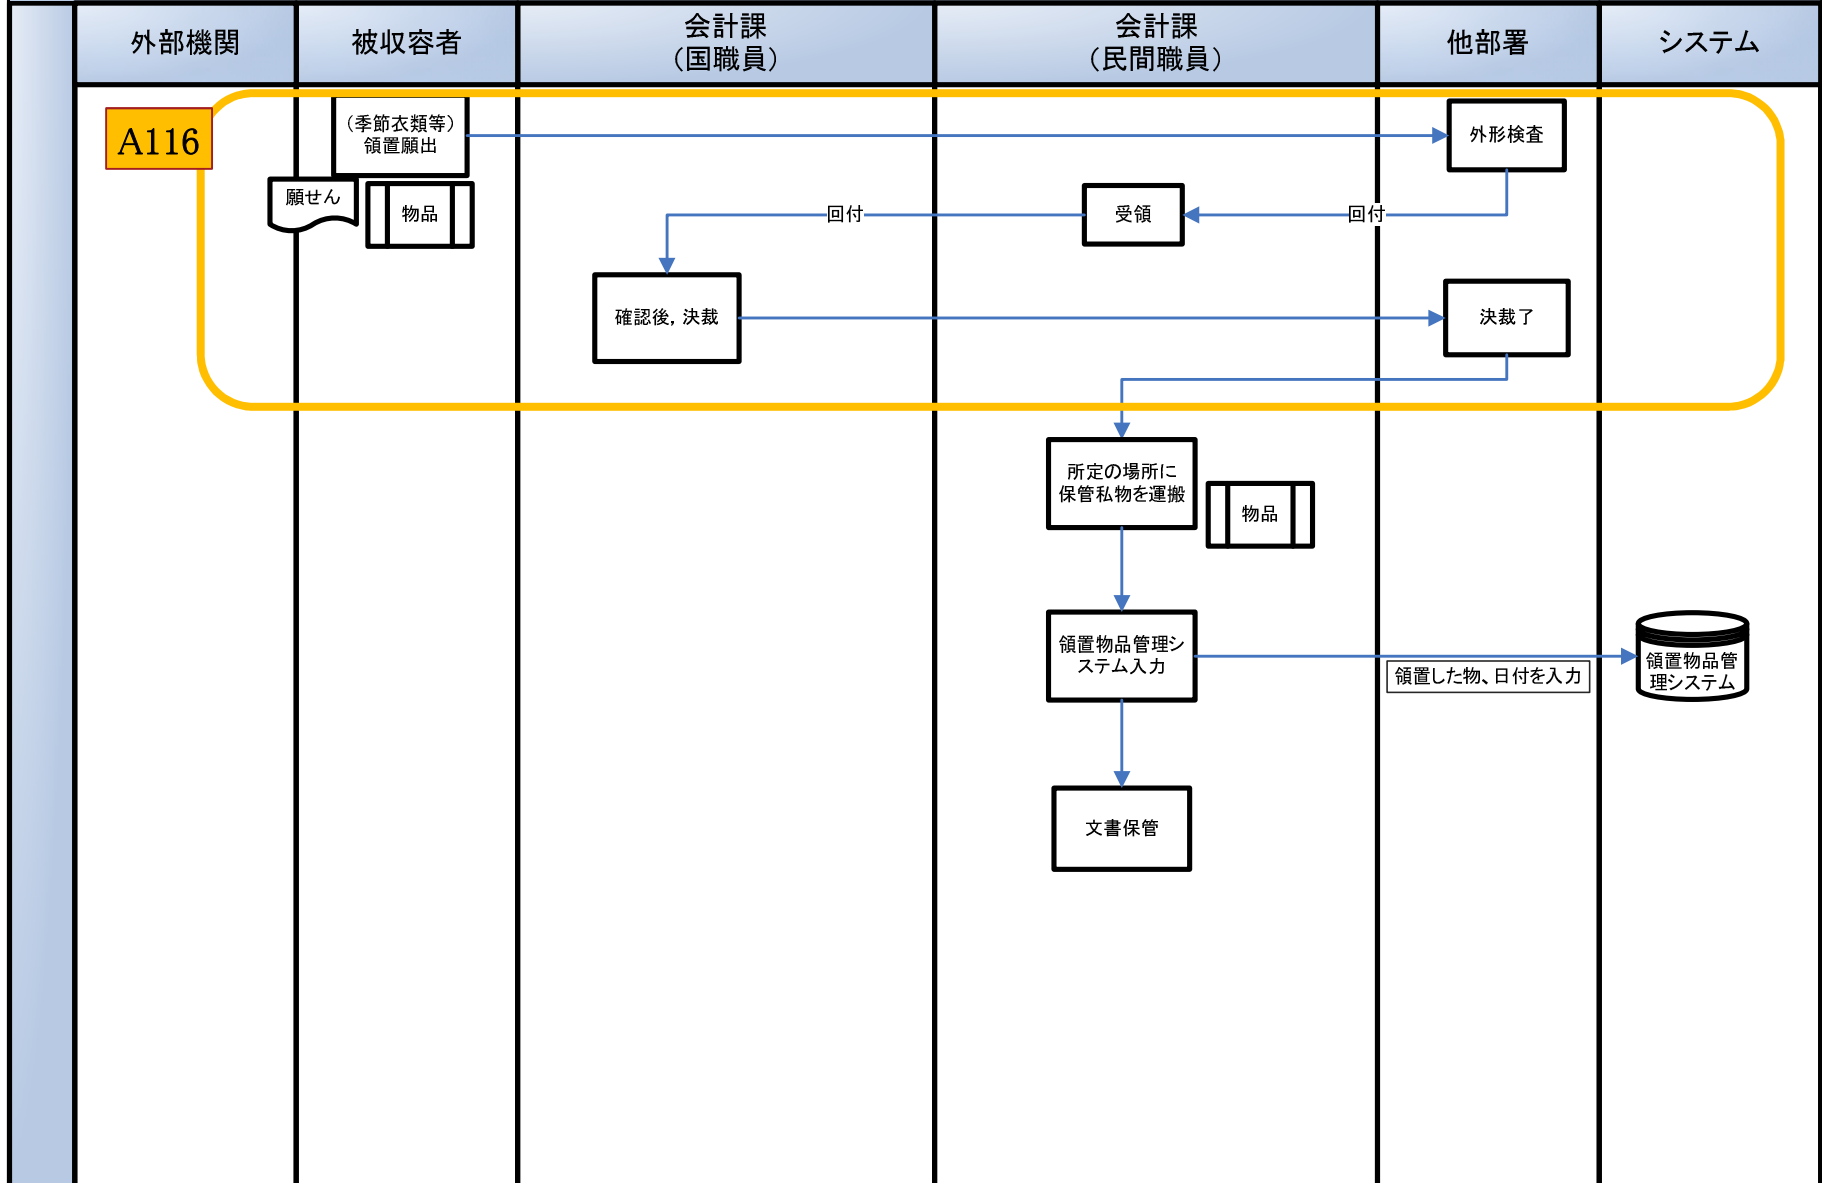 外部機関
被収容者
会計課
（国職員）
会計課
（民間職員）
他部署
システム
A116
（季節衣類等）
領置願出
外形検査
願せん
物品
回付
受領
回付
確認後，決裁
決裁了
所定の場所に
保管私物を運搬
物品
領置物品管理シ
ステム入力
領置した物、日付を入力
領置物品管
理システム
文書保管